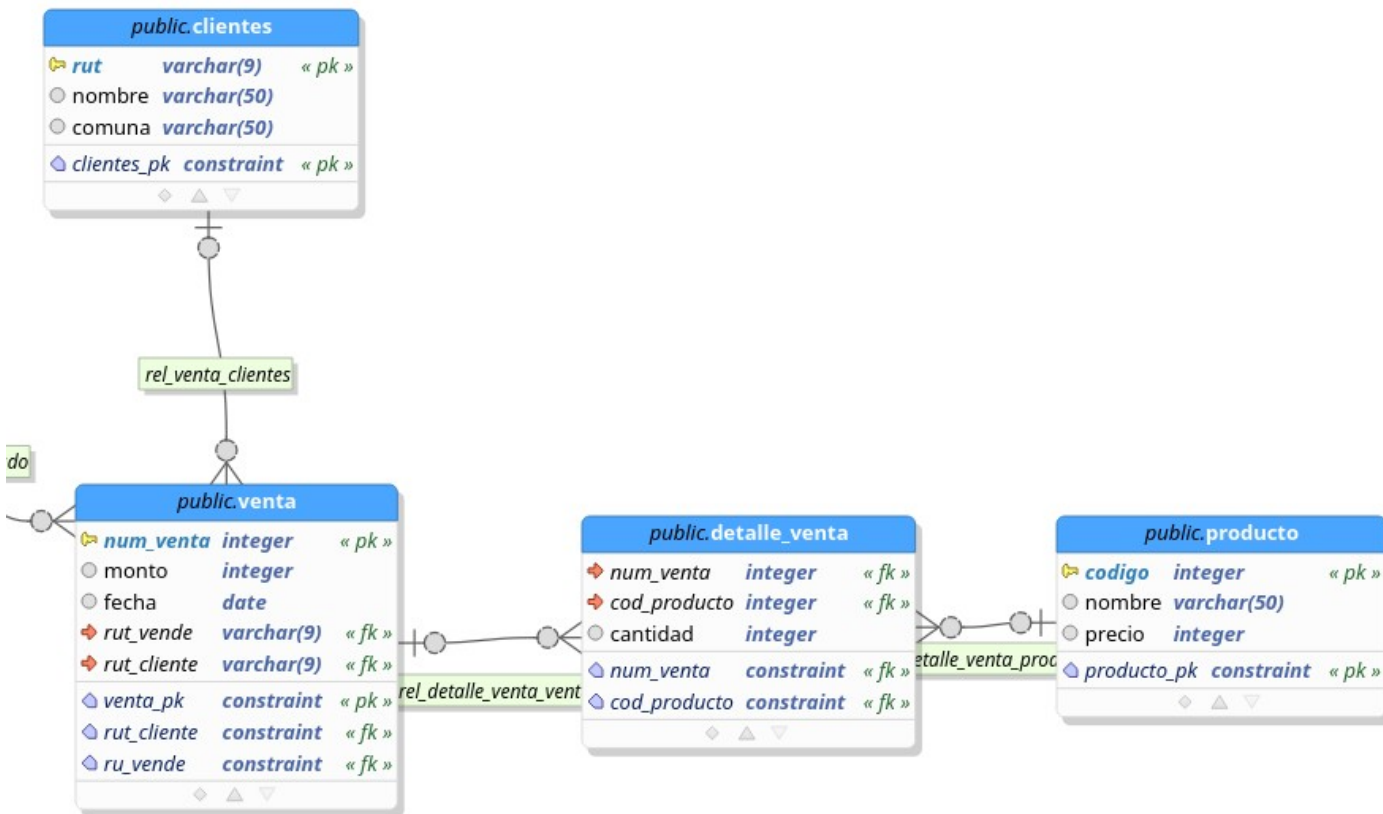 public.clientes
rut varchar(9) « pk »
nombre varchar(50)
comuna varchar(50)
clientes_pk constraint « pk »
rel_venta_clientes
do
public.venta
num_venta integer « pk »
monto integer
fecha date
rut_vende varchar(9) « fk »
rut_cliente varchar(9) « fk »
venta_pk constraint « pk »
rut_cliente constraint « fk »
ru_vende constraint « fk »
rel_detalle_venta_vent
public.detalle_venta
num_venta integer « fk »
cod_producto integer « fk »
cantidad integer
num_venta constraint « fk »
cod_producto constraint « fk »
etalle_venta_prod
public.producto
codigo integer « pk »
nombre varchar(50)
precio integer
producto_pk constraint « pk »